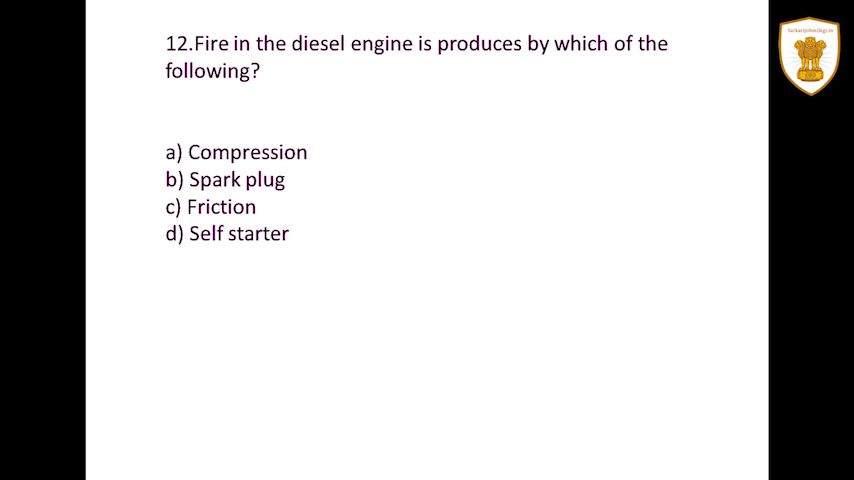 12.Fire in the diesel engine is produces by which of the
following?
a) Compression
b) Spark plug
c) Friction
d) Self starter